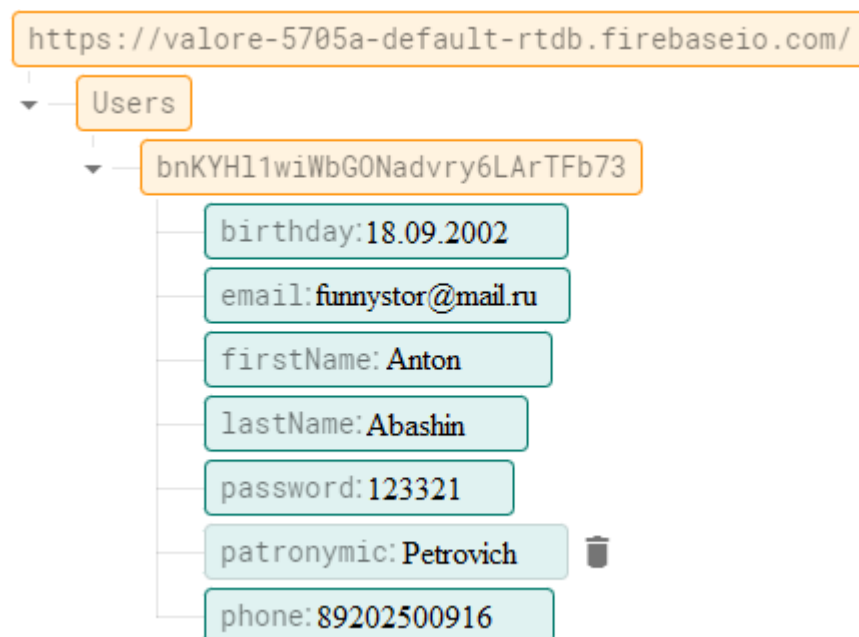 https://valore-5705a-default-rtdb.firebaseio.com/
Users
bnKYHl1wiWbGONadvry6LArTFb73
birthday:18.09.2002
email:funnystor@mail.ru
firstName: Anton
lastName: Abashin
password:123321
patronymic: Petrovich
phone:89202500916